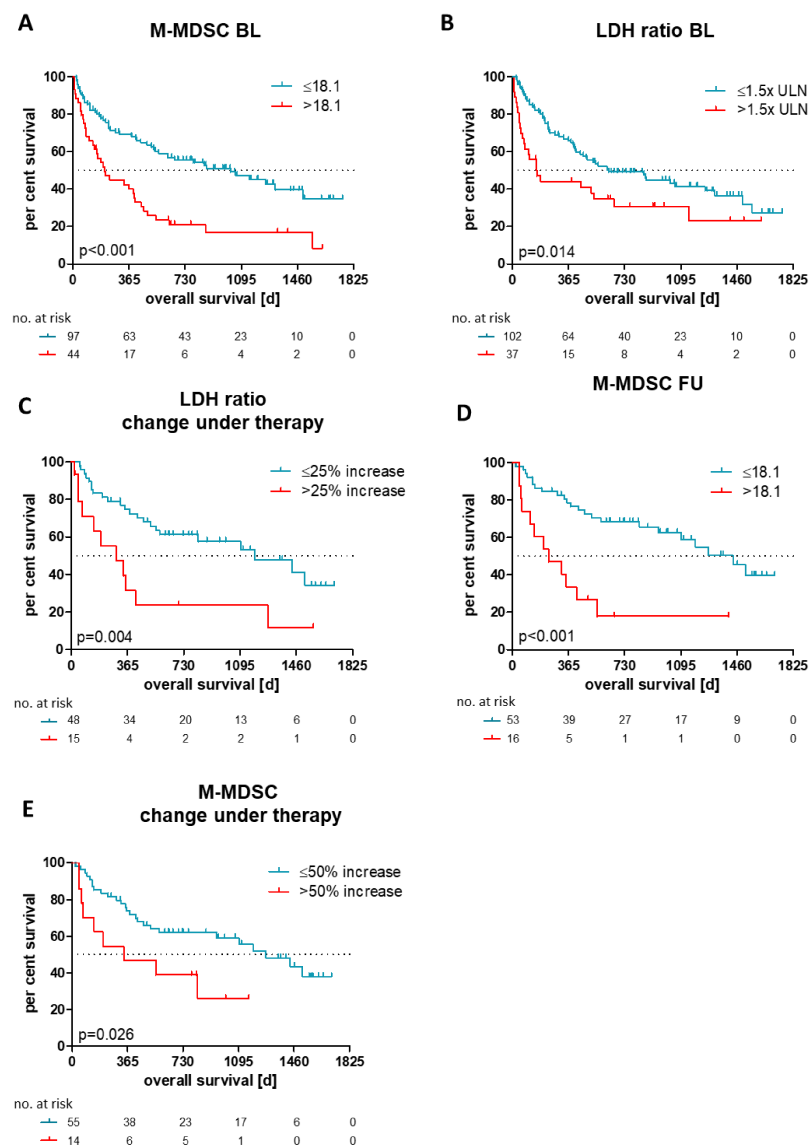 A
M-MDSC BL
per cent survival
100
80
60
40
20
0
≤18.1
>18.1
p<0.001
0 365 730 1095 1460 1825
overall survival [d]
no. at risk
97 63 43 23 10 0
44 17 6 4 2 0
B
LDH ratio BL
per cent survival
100
80
60
40
20
0
≤1.5x ULN
>1.5x ULN
p=0.014
0 365 730 1095 1460 1825
overall survival [d]
no. at risk
102 64 40 23 10 0
37 15 8 4 2 0
C
LDH ratio
change under therapy
per cent survival
100
80
60
40
20
0
≤25% increase
>25% increase
p=0.004
0 365 730 1095 1460 1825
overall survival [d]
no. at risk
48 34 20 13 6 0
15 4 2 2 1 0
D
M-MDSC FU
per cent survival
100
80
60
40
20
0
≤18.1
>18.1
p<0.001
0 365 730 1095 1460 1825
overall survival [d]
no. at risk
53 39 27 17 9 0
16 5 1 1 0 0
E
M-MDSC
change under therapy
per cent survival
100
80
60
40
20
0
≤50% increase
>50% increase
p=0.026
0 365 730 1095 1460 1825
overall survival [d]
no. at risk
55 38 23 17 6 0
14 6 5 1 0 0